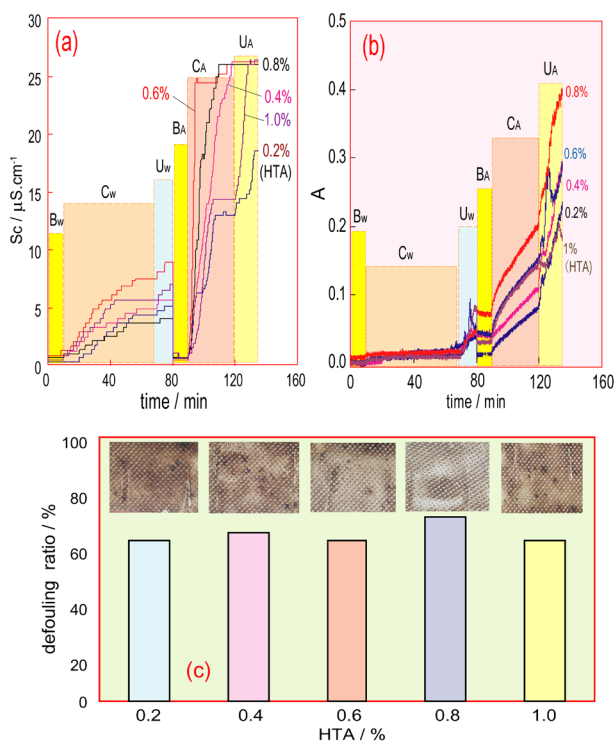 (a)
Sc / μS.cm⁻¹
30
25
20
15
10
5
0
0 40 80 120 160
time / min
Bw
Cw
Uw
BA
CA
UA
0.8%
0.6%
0.4%
1.0%
0.2%
(HTA)
(b)
A
0.5
0.4
0.3
0.2
0.1
0.0
0 40 80 120 160
time / min
Bw
Cw
Uw
BA
CA
UA
0.8%
0.6%
0.4%
0.2%
1%
(HTA)
defouling ratio / %
100
80
60
40
20
0
(c)
0.2 0.4 0.6 0.8 1.0
HTA / %